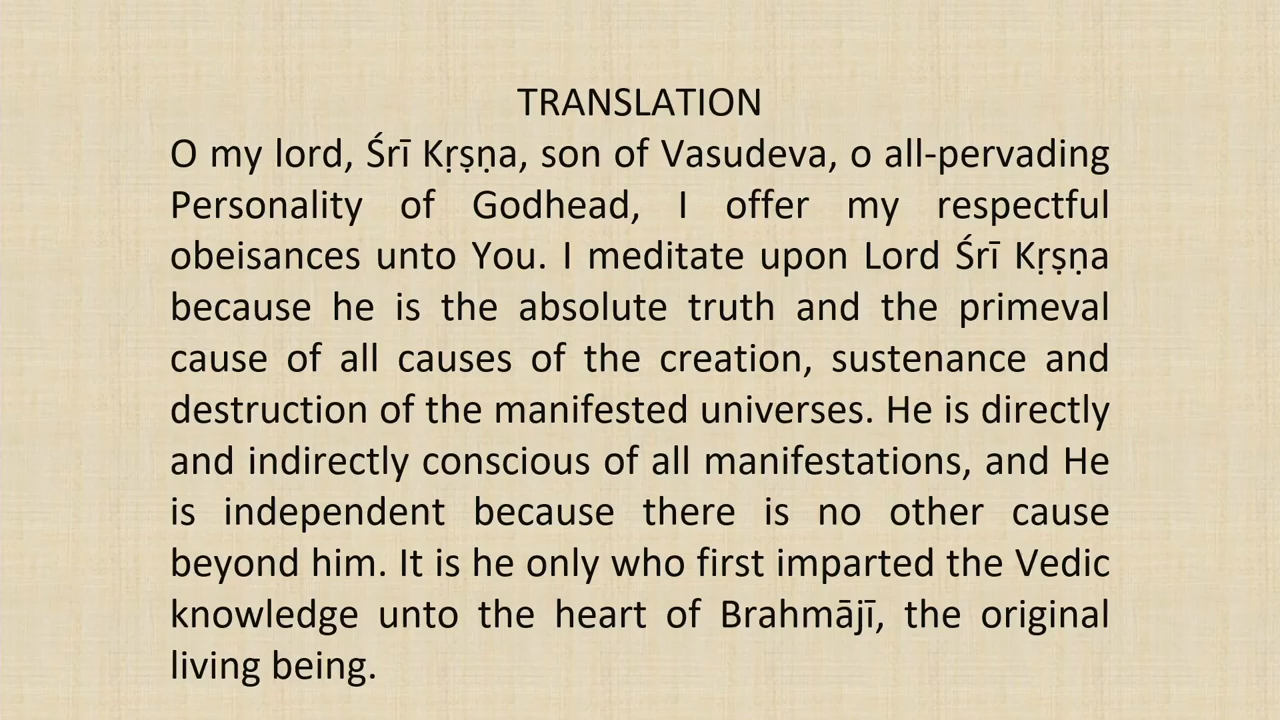 TRANSLATION
O my lord, Śrī Kṛṣṇa, son of Vasudeva, o all-pervading
Personality of Godhead, I offer my respectful
obeisances unto You. I meditate upon Lord Śrī Kṛṣṇa
because he is the absolute truth and the primeval
cause of all causes of the creation, sustenance and
destruction of the manifested universes. He is directly
and indirectly conscious of all manifestations, and He
is independent because there is no other cause
beyond him. It is he only who first imparted the Vedic
knowledge unto the heart of Brahmājī, the original
living being.